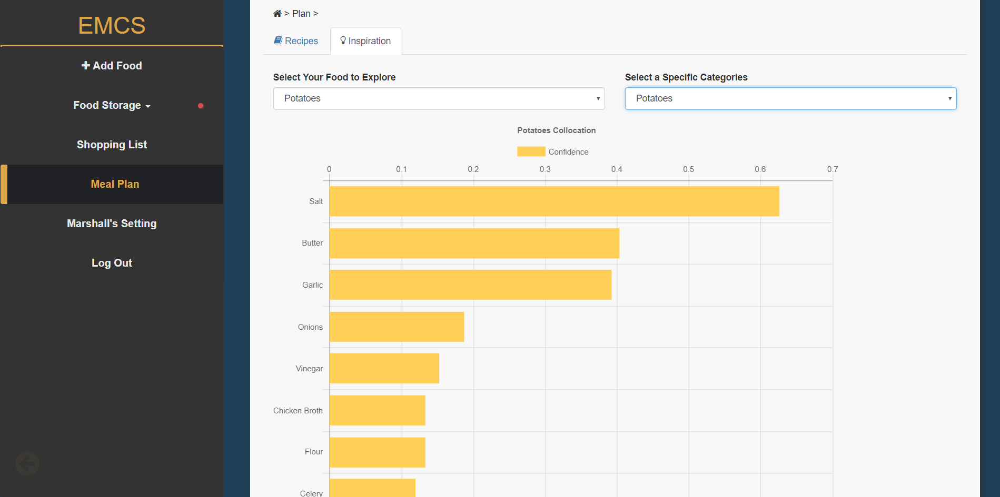 EMCS
Add Food
Food Storage
Shopping List
Meal Plan
Marshall's Setting
Log Out
> Plan >
Recipes
Inspiration
Select Your Food to Explore
Potatoes
Select a Specific Categories
Potatoes
Potatoes Collocation
Confidence
0 0.1 0.2 0.3 0.4 0.5 0.6 0.7
Salt
Butter
Garlic
Onions
Vinegar
Chicken Broth
Flour
Celery